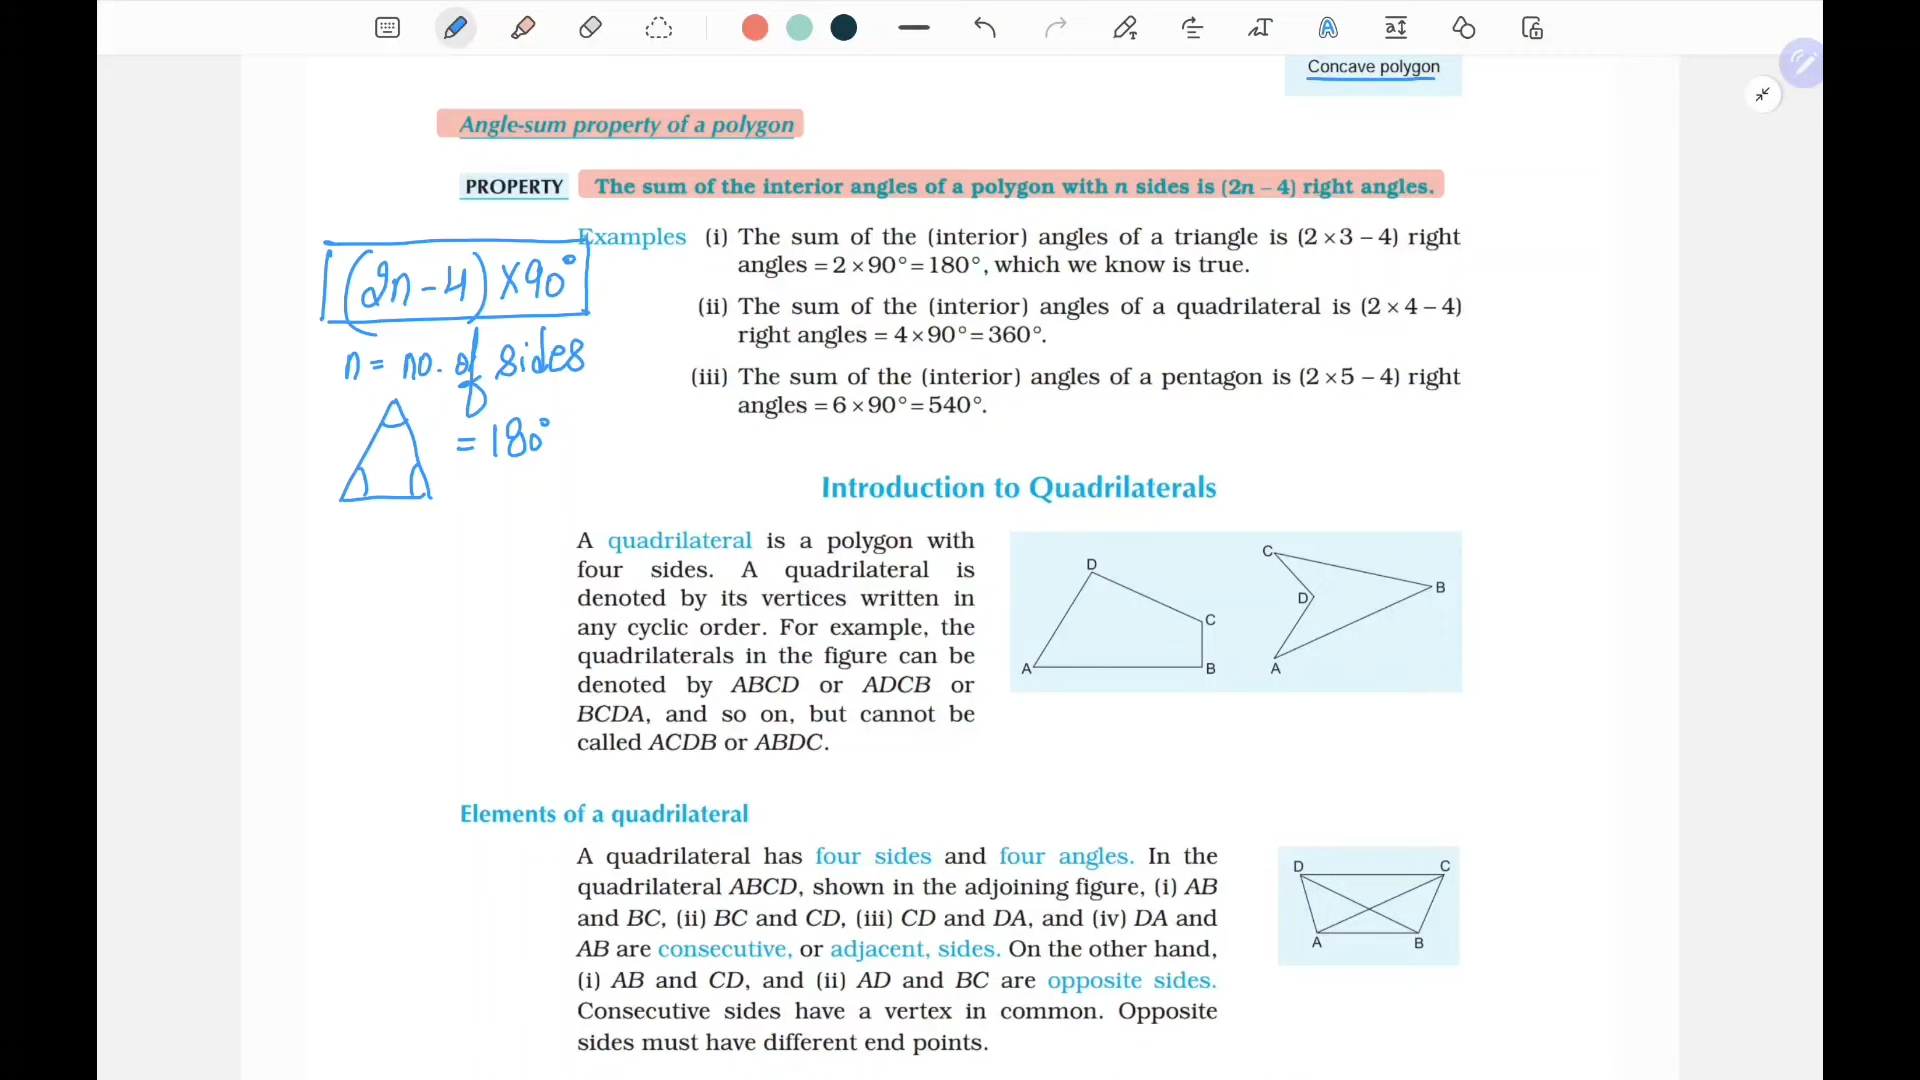 Concave polygon
Angle-sum property of a polygon
PROPERTY The sum of the interior angles of a polygon with n sides is (2n – 4) right angles.
Examples (i) The sum of the (interior) angles of a triangle is (2 × 3 – 4) right
angles = 2 × 90° = 180°, which we know is true.
(ii) The sum of the (interior) angles of a quadrilateral is (2 × 4 – 4)
right angles = 4 × 90° = 360°.
(iii) The sum of the (interior) angles of a pentagon is (2 × 5 – 4) right
angles = 6 × 90° = 540°.
(2n-4) X90°
n = no. of sides
= 180°
Introduction to Quadrilaterals
A quadrilateral is a polygon with
four sides. A quadrilateral is
denoted by its vertices written in
any cyclic order. For example, the
quadrilaterals in the figure can be
denoted by ABCD or ADCB or
BCDA, and so on, but cannot be
called ACDB or ABDC.
D
C
A
B
C
B
D
A
Elements of a quadrilateral
A quadrilateral has four sides and four angles. In the
quadrilateral ABCD, shown in the adjoining figure, (i) AB
and BC, (ii) BC and CD, (iii) CD and DA, and (iv) DA and
AB are consecutive, or adjacent, sides. On the other hand,
(i) AB and CD, and (ii) AD and BC are opposite sides.
Consecutive sides have a vertex in common. Opposite
sides must have different end points.
D
C
A
B